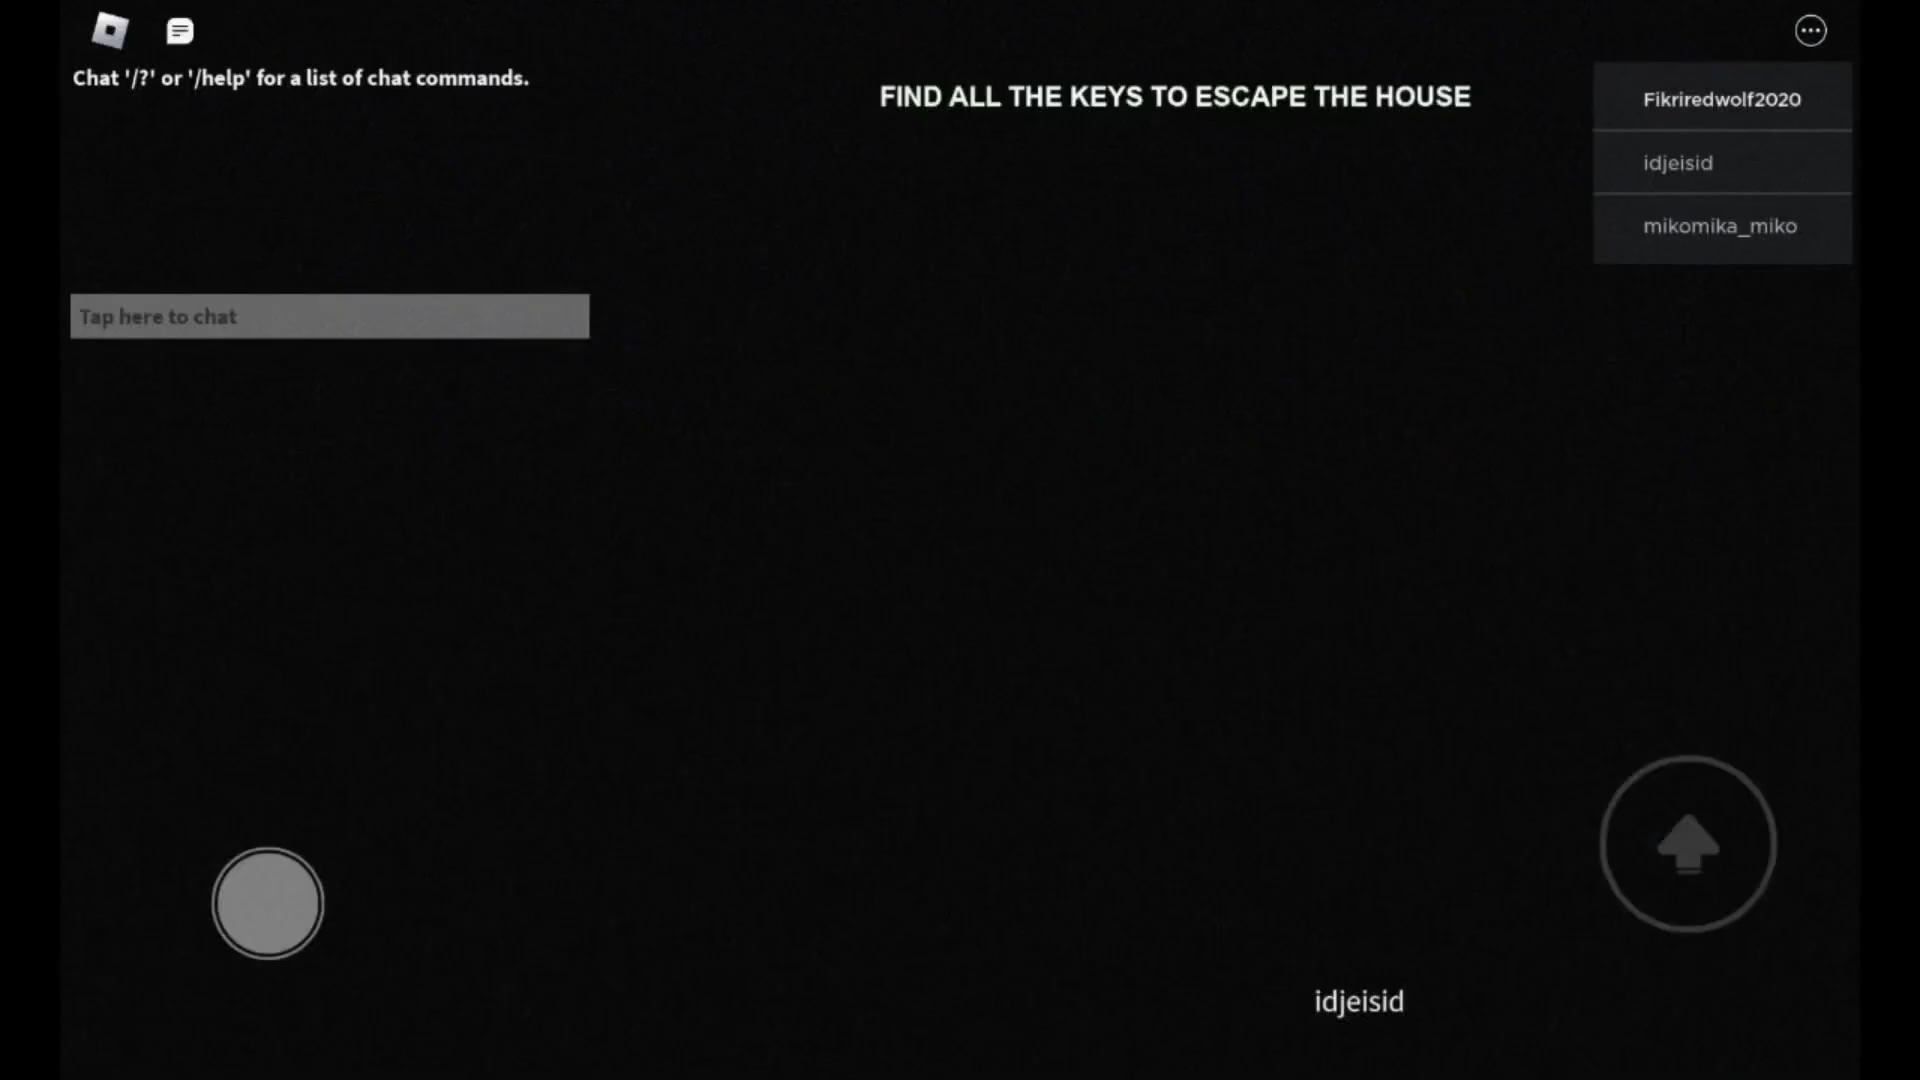 Chat '/?' or '/help' for a list of chat commands.
FIND ALL THE KEYS TO ESCAPE THE HOUSE
Fikriredwolf2020
idjeisid
mikomika_miko
Tap here to chat
idjeisid